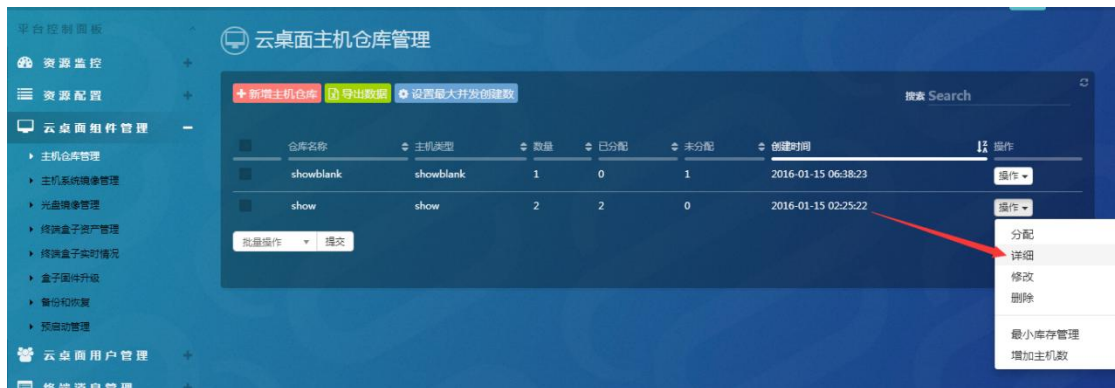 平台控制面板
资源监控
资源配置
云桌面组件管理
主机仓库管理
主机系统镜像管理
光盘镜像管理
终端盒子资产管理
终端盒子实时情况
盒子固件升级
备份和恢复
预启动管理
云桌面用户管理
终端消息管理
云桌面主机仓库管理
+ 新增主机仓库 导出数据 设置最大并发创建数
搜索 Search
仓库名称 主机类型 数量 已分配 未分配 创建时间 操作
showblank showblank 1 0 1 2016-01-15 06:38:23 操作
show show 2 2 0 2016-01-15 02:25:22 操作
批量操作 提交
分配
详细
修改
删除
最小库存管理
增加主机数